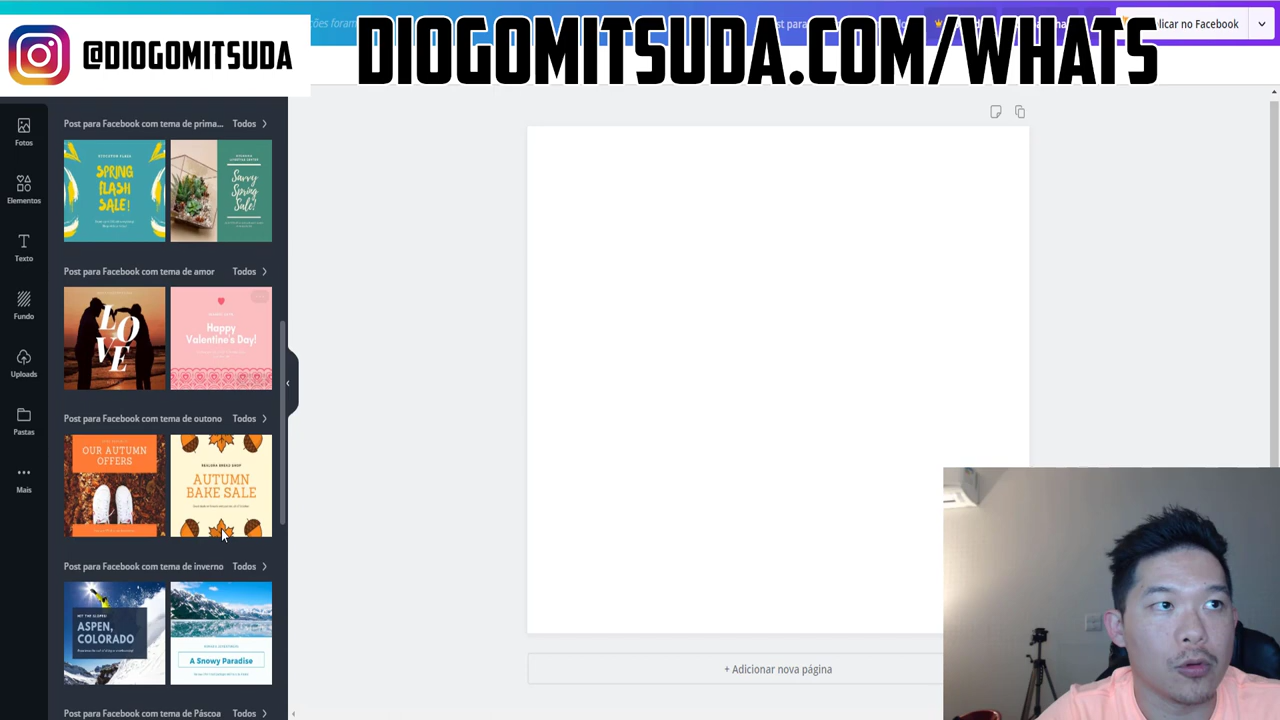 @DIOGOMITSUDA
DIOGOMITSUDA.COM/WHATS
ções foram
Post para
licar no Facebook
Fotos
Elementos
Texto
Fundo
Uploads
Pastas
Mais
Post para Facebook com tema de prima... Todos
SPRING
FLASH
SALE!
Savvy
Spring
Sale!
Post para Facebook com tema de amor Todos
LOVE
Happy
Valentine's Day!
Post para Facebook com tema de outono Todos
OUR AUTUMN
OFFERS
AUTUMN
BAKE SALE
Post para Facebook com tema de inverno Todos
ASPEN,
COLORADO
A Snowy Paradise
Post para Facebook com tema de Páscoa Todos
+ Adicionar nova página